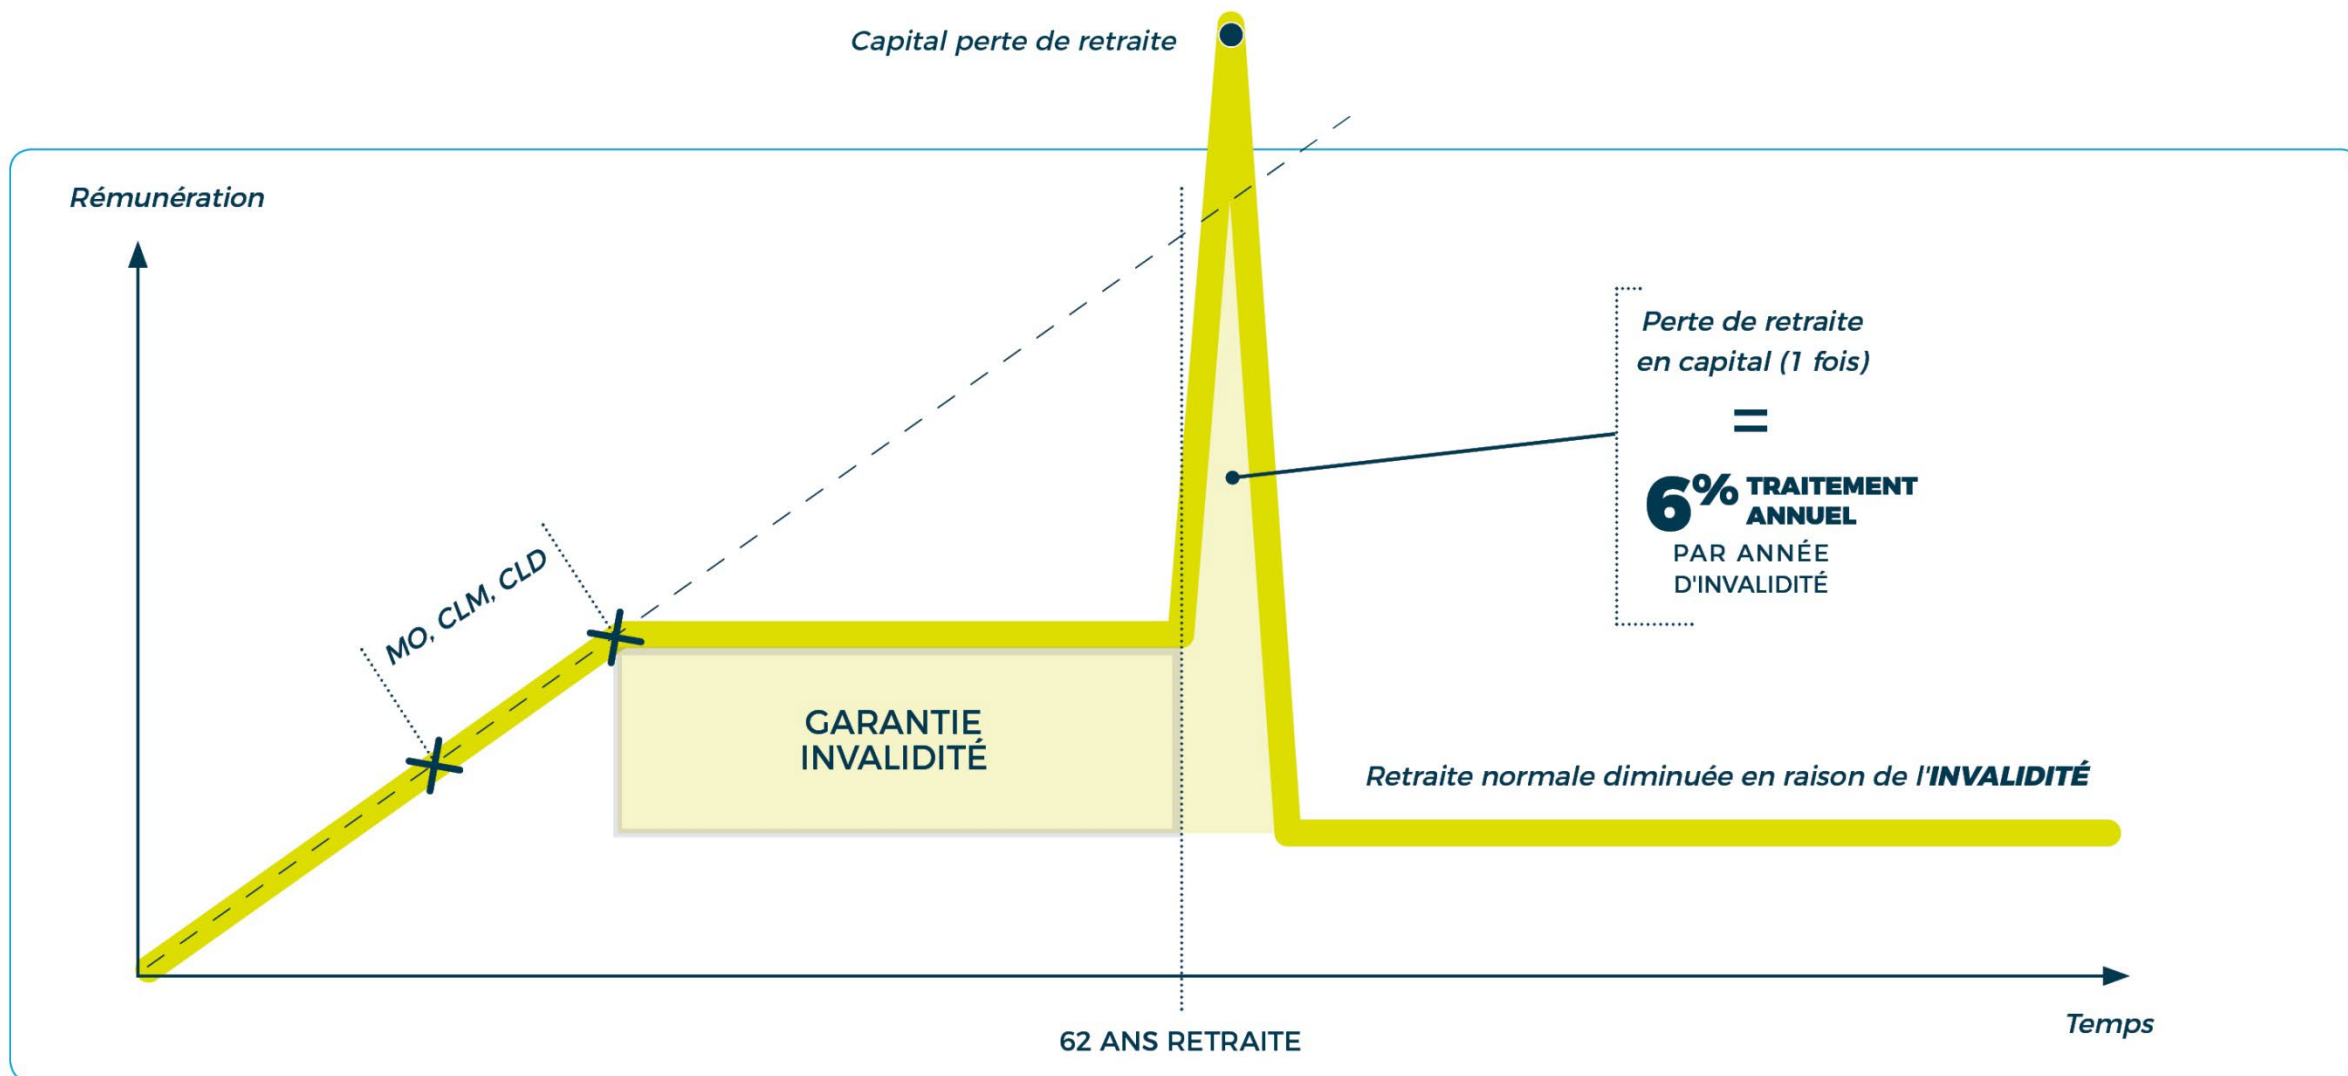 Capital perte de retraite
Rémunération
Perte de retraite
en capital (1 fois)
=
6% TRAITEMENT
ANNUEL
PAR ANNÉE
D'INVALIDITÉ
MO, CLM, CLD
GARANTIE
INVALIDITÉ
Retraite normale diminuée en raison de l'INVALIDITÉ
Temps
62 ANS RETRAITE